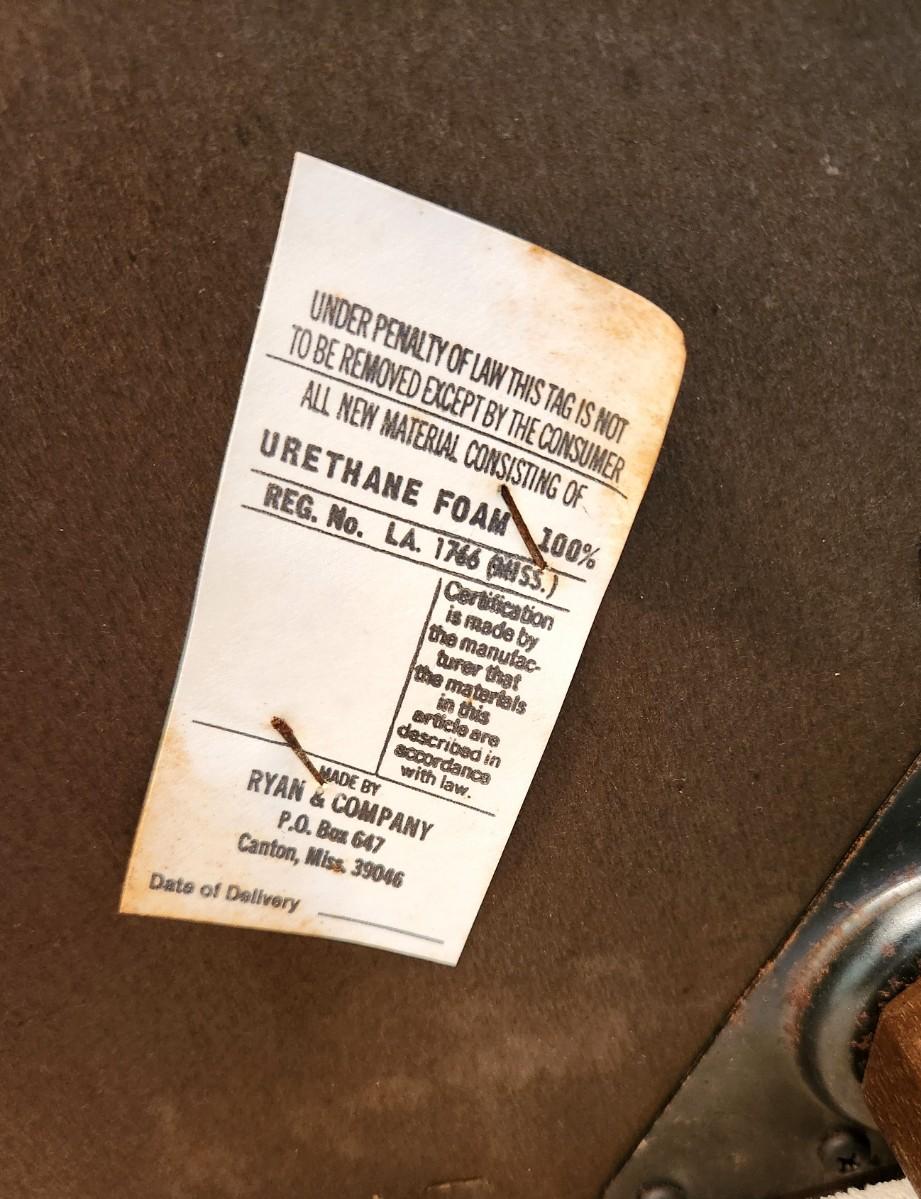 UNDER PENALTY OF LAW THIS TAG IS NOT
TO BE REMOVED EXCEPT BY THE CONSUMER
ALL NEW MATERIAL CONSISTING OF
URETHANE FOAM 100%
REG. No. LA. 1766 (MISS.)
Certification
is made by
the manufac-
turer that
the materials
in this
article are
described in
accordance
with law.
MADE BY
RYAN & COMPANY
P.O. Box 647
Canton, Miss. 39046
Date of Delivery